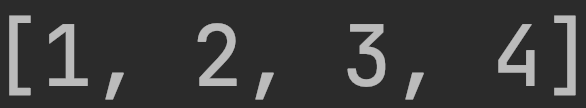 [1, 2, 3, 4]